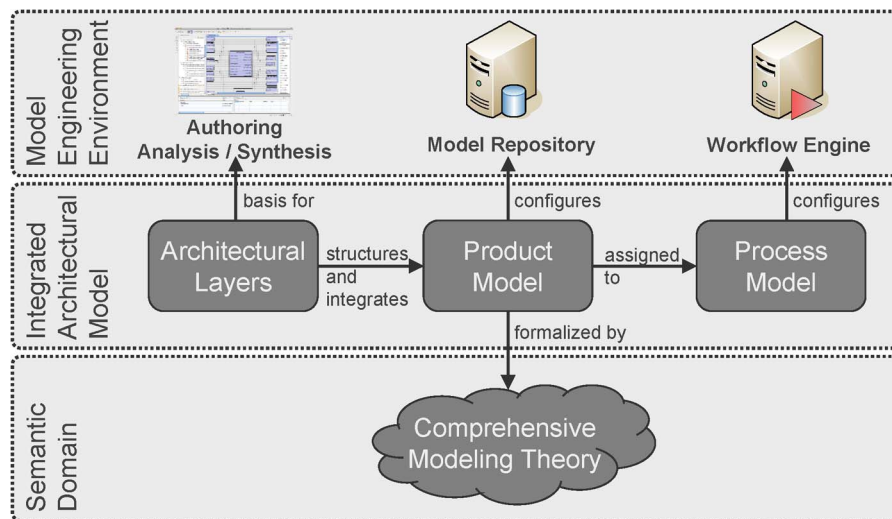 Model
Engineering
Environment
Authoring
Analysis / Synthesis
Model Repository
Workflow Engine
basis for
configures
configures
Integrated
Architectural
Model
Architectural
Layers
structures
and
integrates
Product
Model
assigned
to
Process
Model
formalized by
Semantic
Domain
Comprehensive
Modeling Theory